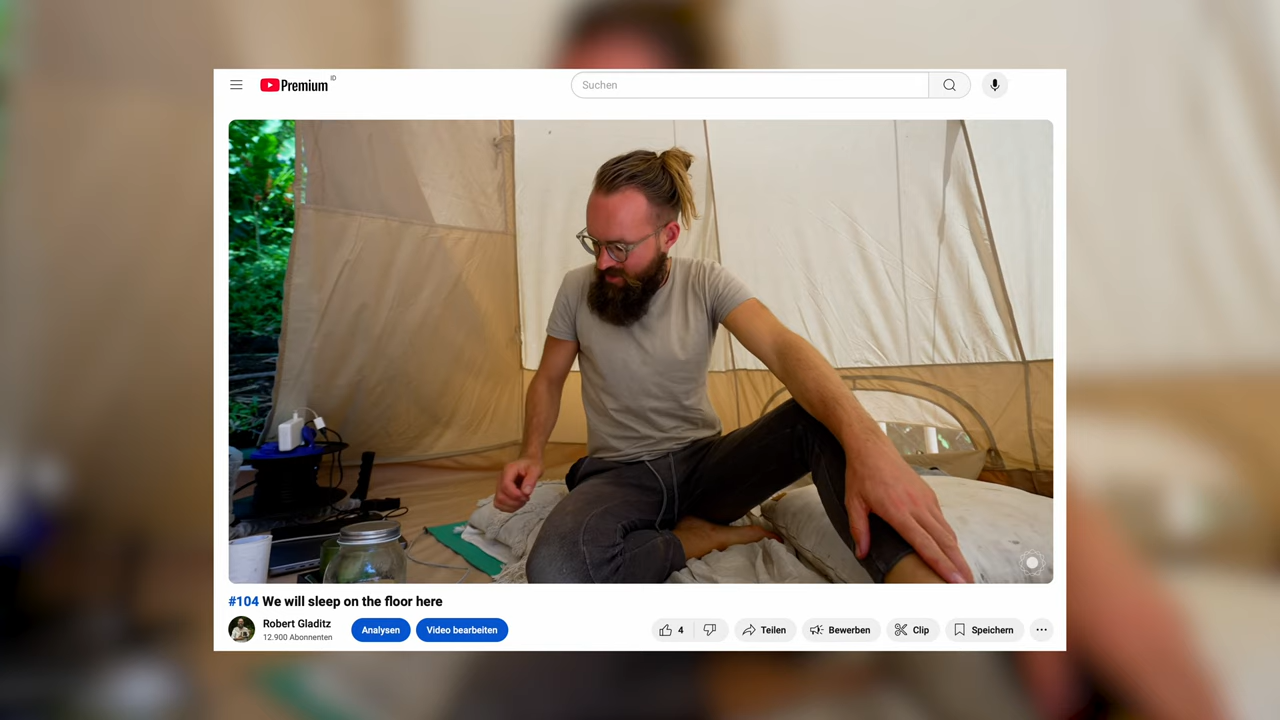 Premium ID
Suchen
#104 We will sleep on the floor here
Robert Gladitz
12.900 Abonnenten
Analysen
Video bearbeiten
4
Teilen
Bewerben
Clip
Speichern